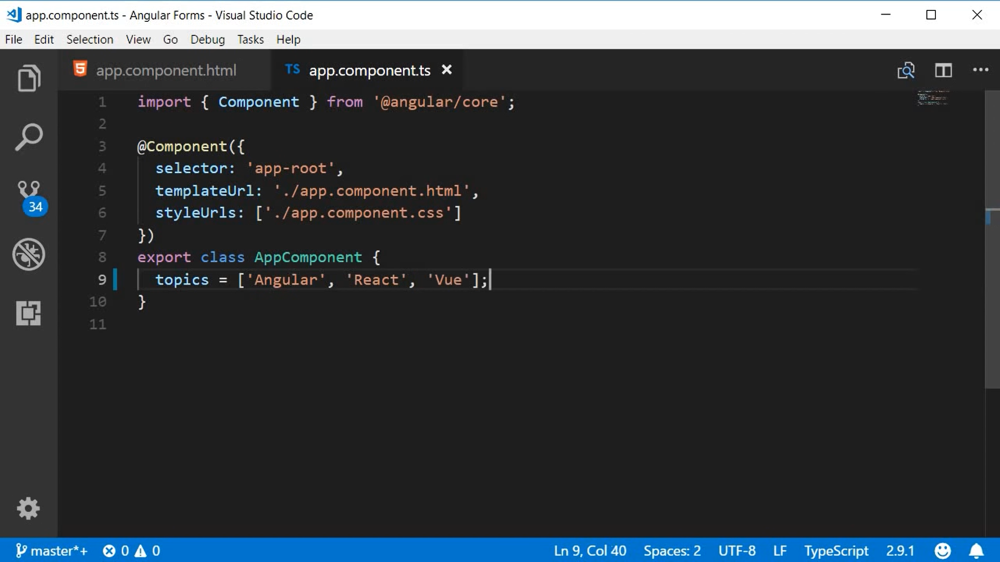 app.component.ts - Angular Forms - Visual Studio Code
File Edit Selection View Go Debug Tasks Help
5 app.component.html TS app.component.ts
1 import { Component } from '@angular/core';
2
3 @Component({
4 selector: 'app-root',
5 templateUrl: './app.component.html',
6 styleUrls: ['./app.component.css']
7 })
8 export class AppComponent {
9 topics = ['Angular', 'React', 'Vue'];
10 }
11
34
master*+ 0 0 Ln 9, Col 40 Spaces: 2 UTF-8 LF TypeScript 2.9.1